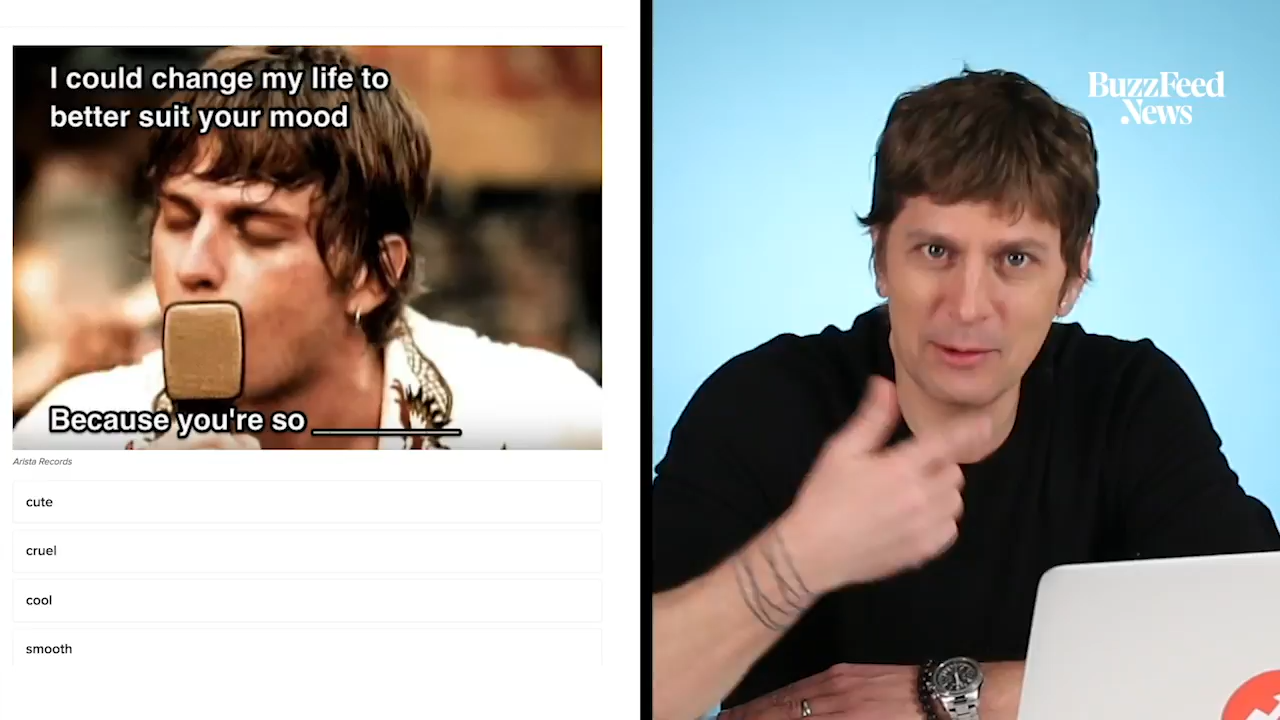 I could change my life to
better suit your mood
Because you're so ________
Arista Records
cute
cruel
cool
smooth
BuzzFeed
News